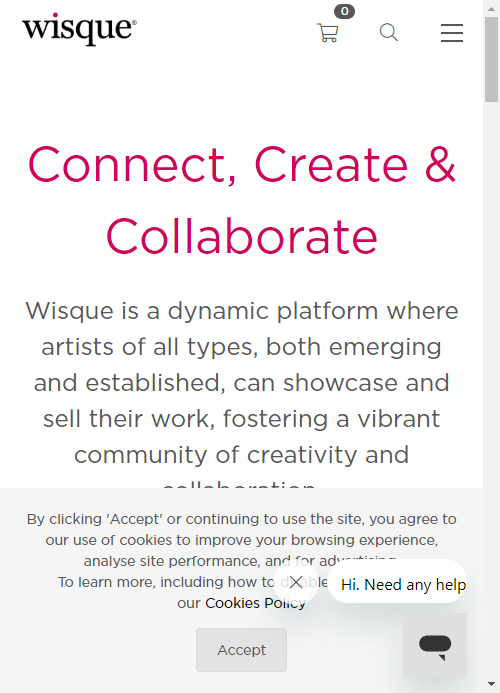 wisque®
0
Connect, Create &
Collaborate
Wisque is a dynamic platform where
artists of all types, both emerging
and established, can showcase and
sell their work, fostering a vibrant
community of creativity and
collaboration.
By clicking 'Accept' or continuing to use the site, you agree to
our use of cookies to improve your browsing experience,
analyse site performance, and for advertising.
To learn more, including how to disable
our Cookies Policy
Hi. Need any help
Accept